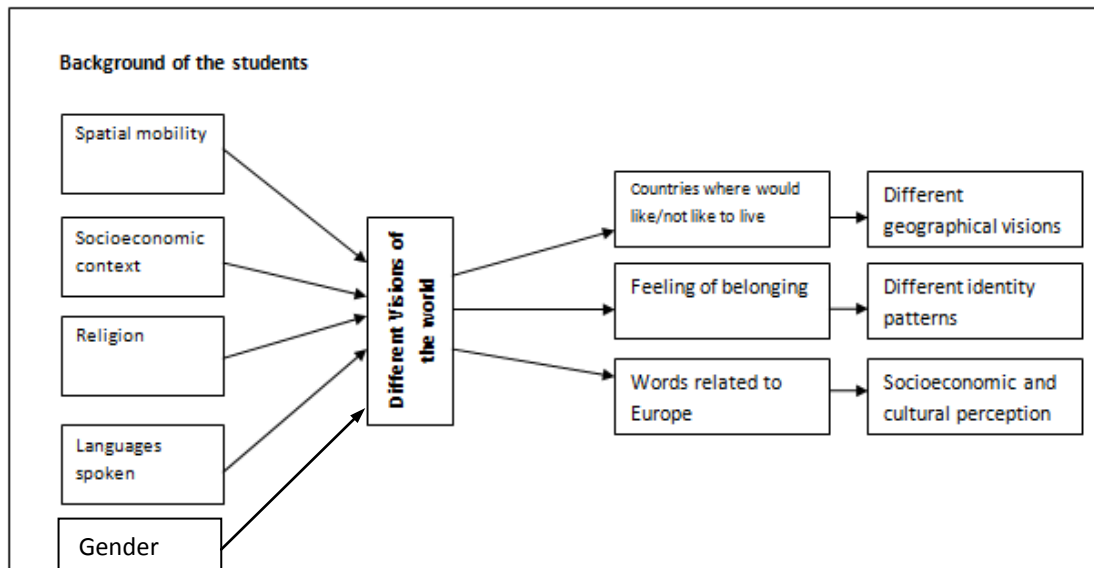 Background of the students
Spatial mobility
Socioeconomic
context
Religion
Languages
spoken
Gender
Different Visions of
the world
Countries where would
like/not like to live
Feeling of belonging
Words related to
Europe
Different
geographical visions
Different identity
patterns
Socioeconomic and
cultural perception